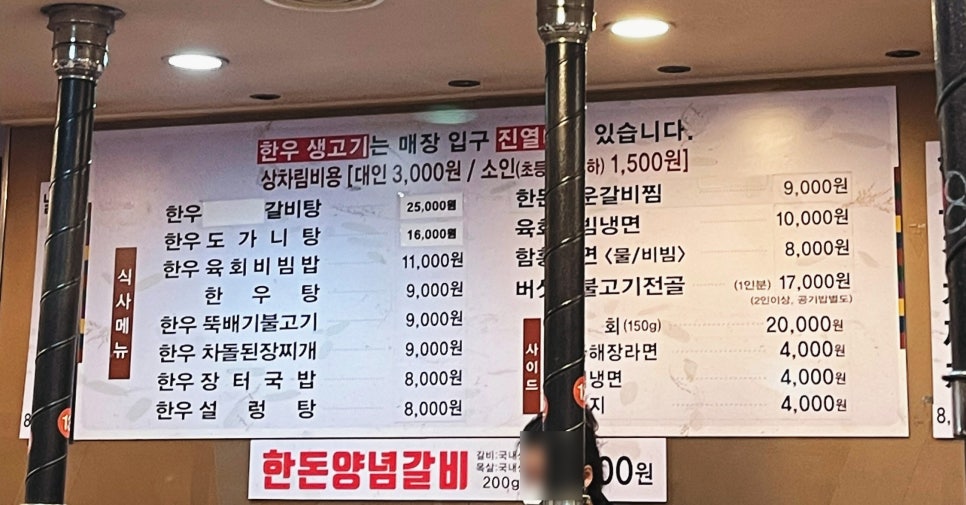 한우 생고기는 매장 입구 있습니다.
상차림비용 [대인 3,000원 / 소인 1,500원]
식사메뉴
한우 갈비탕 25,000원
한우 도가니탕 16,000원
한우 육회비빔밥 11,000원
한우탕 9,000원
한우 뚝배기불고기 9,000원
한우 차돌된장찌개 9,000원
한우 장터국밥 8,000원
한우 설렁탕 8,000원
운갈비찜 9,000원
냉면 10,000원
면 <물/비빔> 8,000원
불고기전골 (1인분) 17,000원
(2인이상, 공기밥별도)
사이드
회 (150g) 20,000원
해장라면 4,000원
냉면 4,000원
지 4,000원
한돈양념갈비
200g 00원